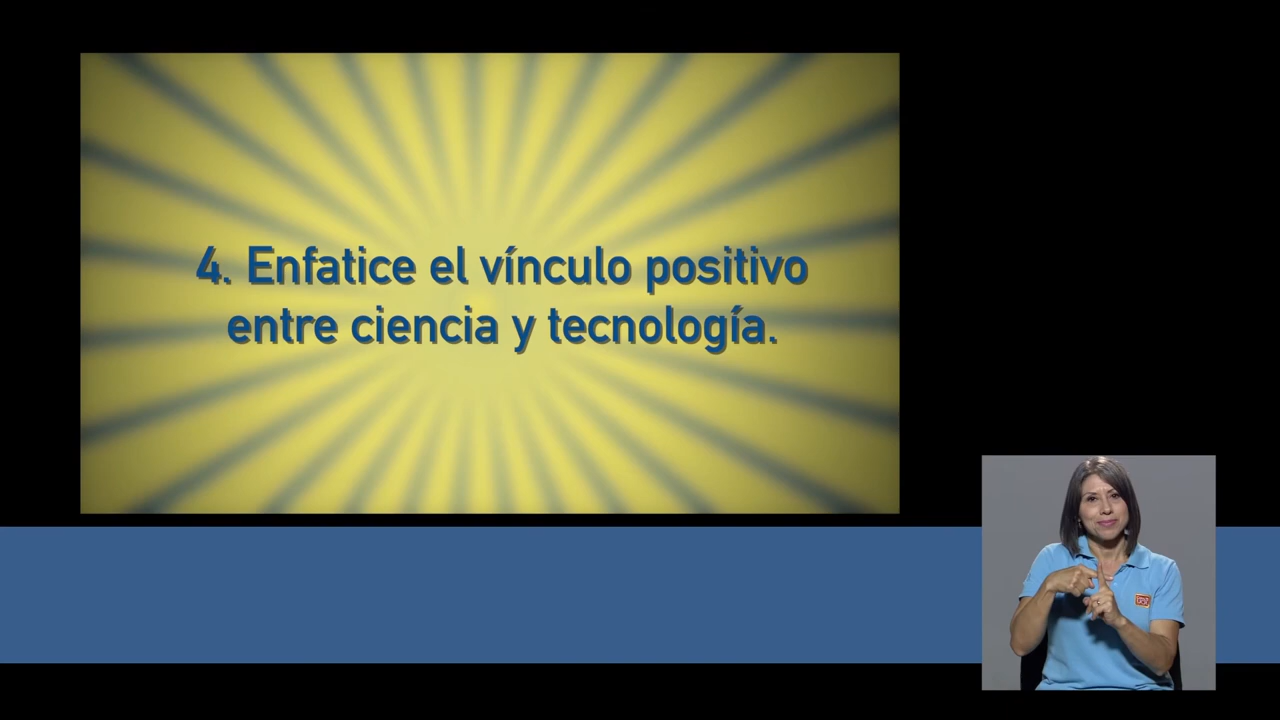 4. Enfatice el vínculo positivo
entre ciencia y tecnología.